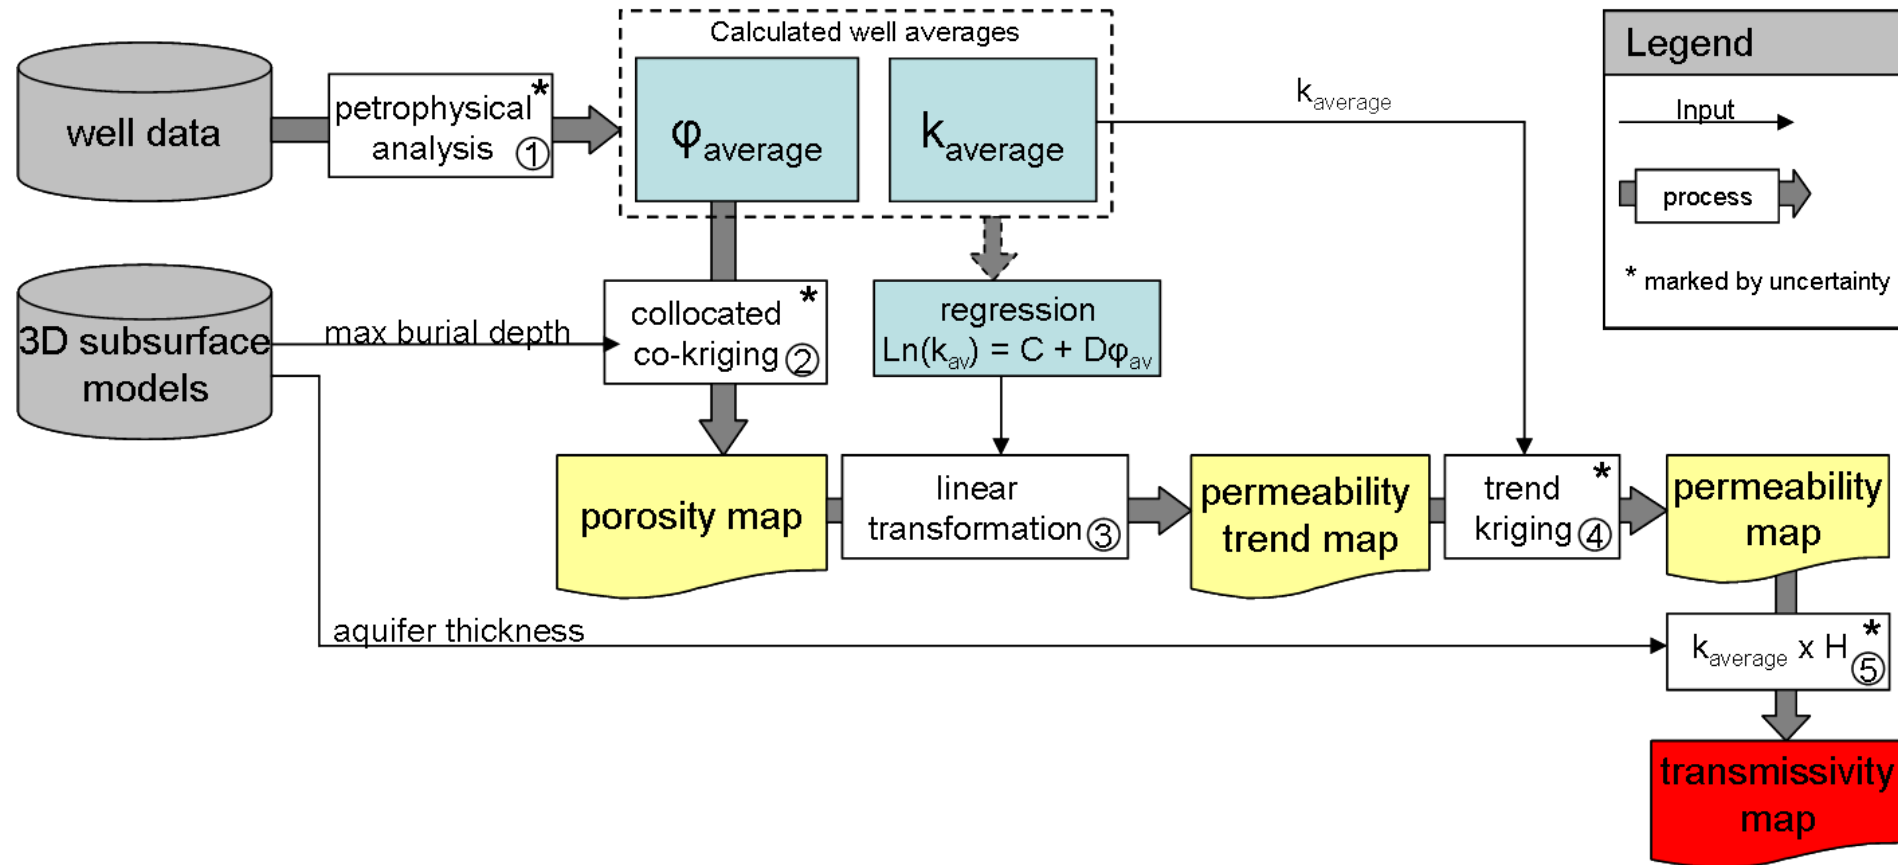 Calculated well averages
well data
petrophysical *
analysis ①
φaverage
kaverage
kaverage
Legend
Input
process
* marked by uncertainty
3D subsurface
models
max burial depth
collocated *
co-kriging ②
regression
Ln(kav) = C + Dφav
porosity map
linear
transformation ③
permeability
trend map
trend *
kriging ④
permeability
map
aquifer thickness
kaverage x H *
⑤
transmissivity
map